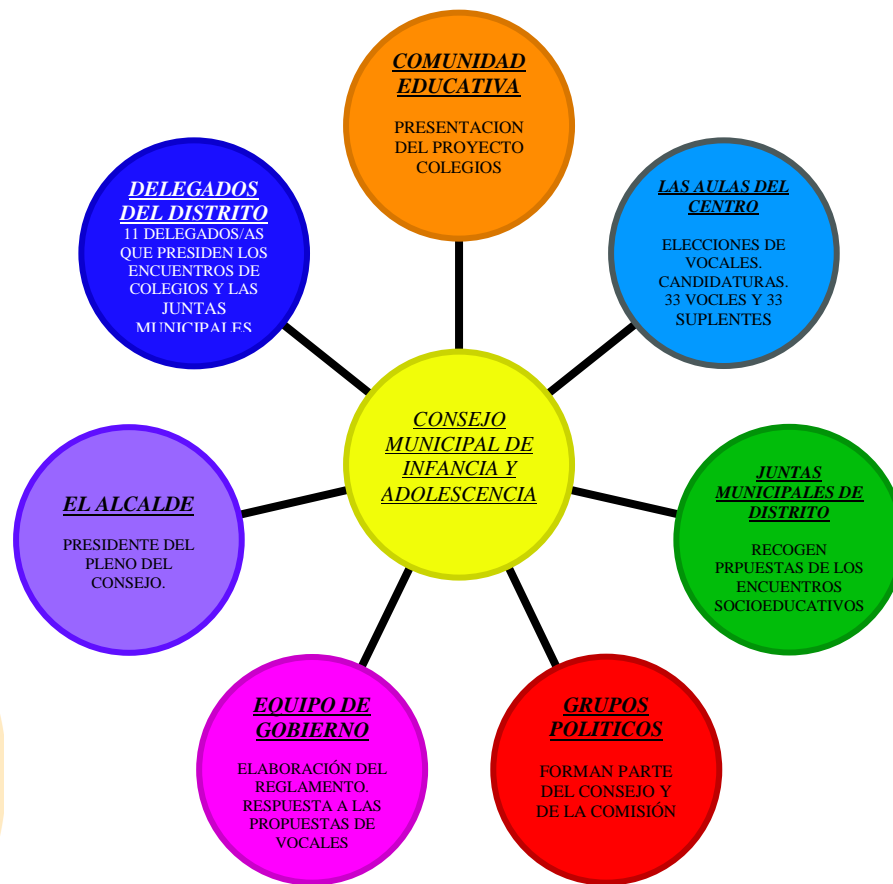 COMUNIDAD
EDUCATIVA
PRESENTACION
DEL PROYECTO
COLEGIOS
LAS AULAS DEL
CENTRO
ELECCIONES DE
VOCALES.
CANDIDATURAS.
33 VOCLES Y 33
SUPLENTES
JUNTAS
MUNICIPALES DE
DISTRITO
RECOGEN
PRPUESTAS DE LOS
ENCUENTROS
SOCIOEDUCATIVOS
GRUPOS
POLITICOS
FORMAN PARTE
DEL CONSEJO Y
DE LA COMISIÓN
EQUIPO DE
GOBIERNO
ELABORACIÓN DEL
REGLAMENTO.
RESPUESTA A LAS
PROPUESTAS DE
VOCALES
EL ALCALDE
PRESIDENTE DEL
PLENO DEL
CONSEJO.
DELEGADOS
DEL DISTRITO
11 DELEGADOS/AS
QUE PRESIDEN LOS
ENCUENTROS DE
COLEGIOS Y LAS
JUNTAS
MUNICIPALES
CONSEJO
MUNICIPAL DE
INFANCIA Y
ADOLESCENCIA